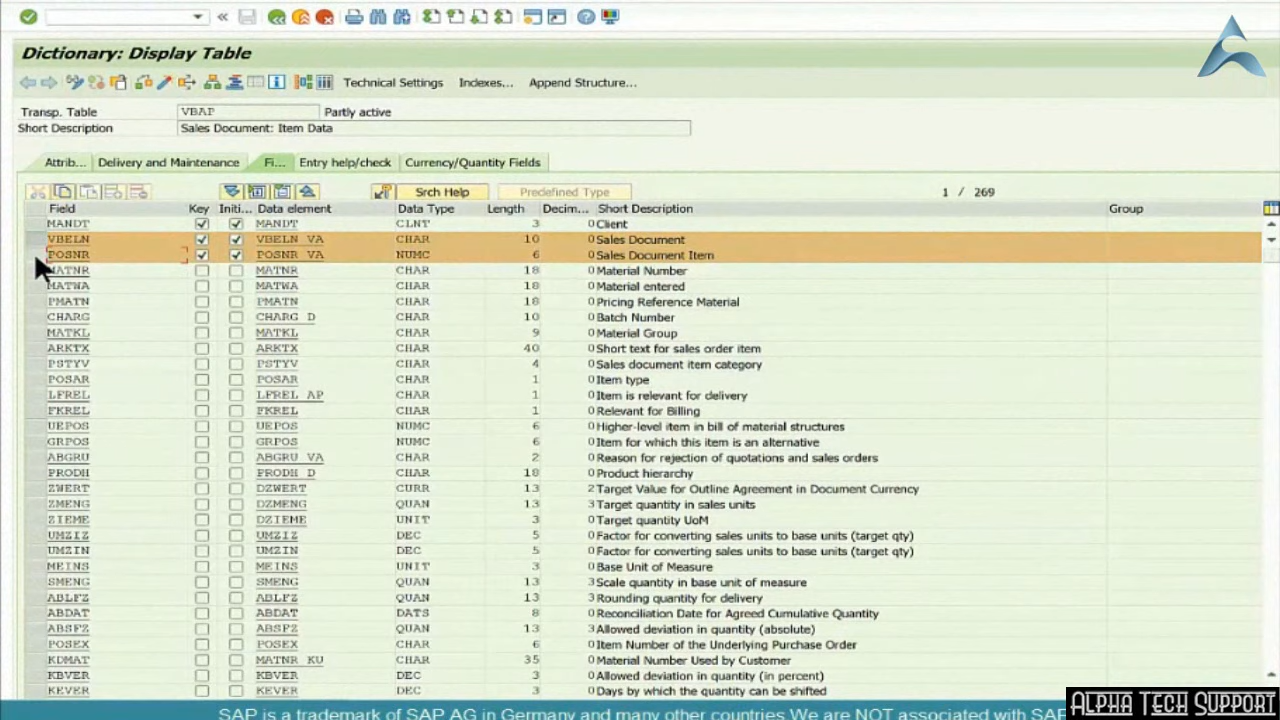 Dictionary: Display Table
Technical Settings Indexes... Append Structure...
Transp. Table VBAP Partly active
Short Description Sales Document: Item Data
Attrib... Delivery and Maintenance Fi... Entry help/check Currency/Quantity Fields
Srch Help Predefined Type 1 / 269
Field Key Initi... Data element Data Type Length Decim... Short Description Group
MANDT MANDT CLNT 3 0 Client
VBELN VBELN_VA CHAR 10 0 Sales Document
POSNR POSNR_VA NUMC 6 0 Sales Document Item
MATNR MATNR CHAR 18 0 Material Number
MATWA MATWA CHAR 18 0 Material entered
PMATN PMATN CHAR 18 0 Pricing Reference Material
CHARG CHARG_D CHAR 10 0 Batch Number
MATKL MATKL CHAR 9 0 Material Group
ARKTX ARKTX CHAR 40 0 Short text for sales order item
PSTYV PSTYV CHAR 4 0 Sales document item category
POSAR POSAR CHAR 1 0 Item type
LFREL LFREL_AP CHAR 1 0 Item is relevant for delivery
FKREL FKREL CHAR 1 0 Relevant for Billing
UEPOS UEPOS NUMC 6 0 Higher-level item in bill of material structures
GRPOS GRPOS NUMC 6 0 Item for which this item is an alternative
ABGRU ABGRU_VA CHAR 2 0 Reason for rejection of quotations and sales orders
PRODH PRODH_D CHAR 18 0 Product hierarchy
ZWERT DZWERT CURR 13 2 Target Value for Outline Agreement in Document Currency
ZMENG DZMENG QUAN 13 3 Target quantity in sales units
ZIEME DZIEME UNIT 3 0 Target quantity UoM
UMZIZ UMZIZ DEC 5 0 Factor for converting sales units to base units (target qty)
UMZIN UMZIN DEC 5 0 Factor for converting sales units to base units (target qty)
MEINS MEINS UNIT 3 0 Base Unit of Measure
SMENG SMENG QUAN 13 3 Scale quantity in base unit of measure
ABLFZ ABLFZ QUAN 13 3 Rounding quantity for delivery
ABDAT ABDAT DATS 8 0 Reconciliation Date for Agreed Cumulative Quantity
ABSFZ ABSFZ QUAN 13 3 Allowed deviation in quantity (absolute)
POSEX POSEX CHAR 6 0 Item Number of the Underlying Purchase Order
KDMAT MATNR_KU CHAR 35 0 Material Number Used by Customer
KBVER KBVER DEC 3 0 Allowed deviation in quantity (in percent)
KEVER KEVER DEC 3 0 Days by which the quantity can be shifted
SAP is a trademark of SAP AG in Germany and many other countries We are NOT associated with SAP
ALPHA TECH SUPPORT